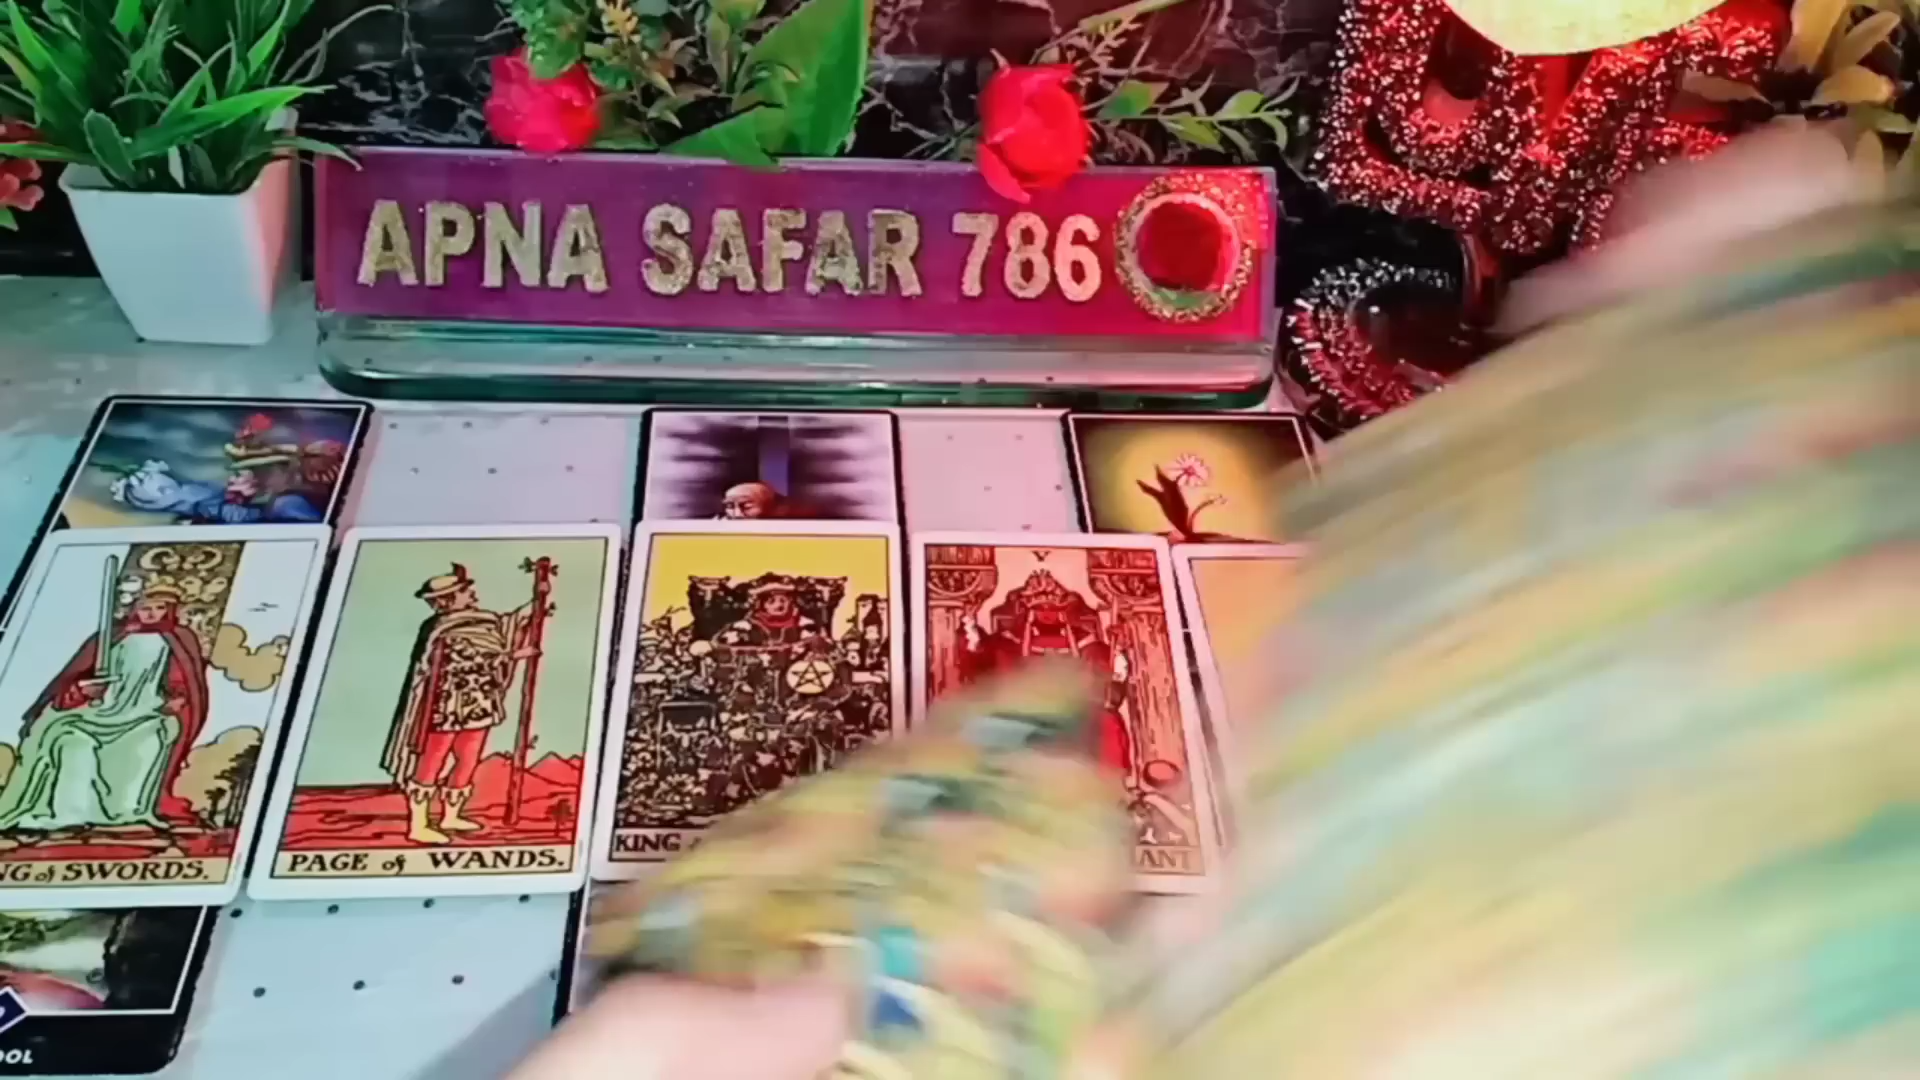 APNA SAFAR 786
V
NG of SWORDS.
PAGE of WANDS.
KING
ANT
OOL